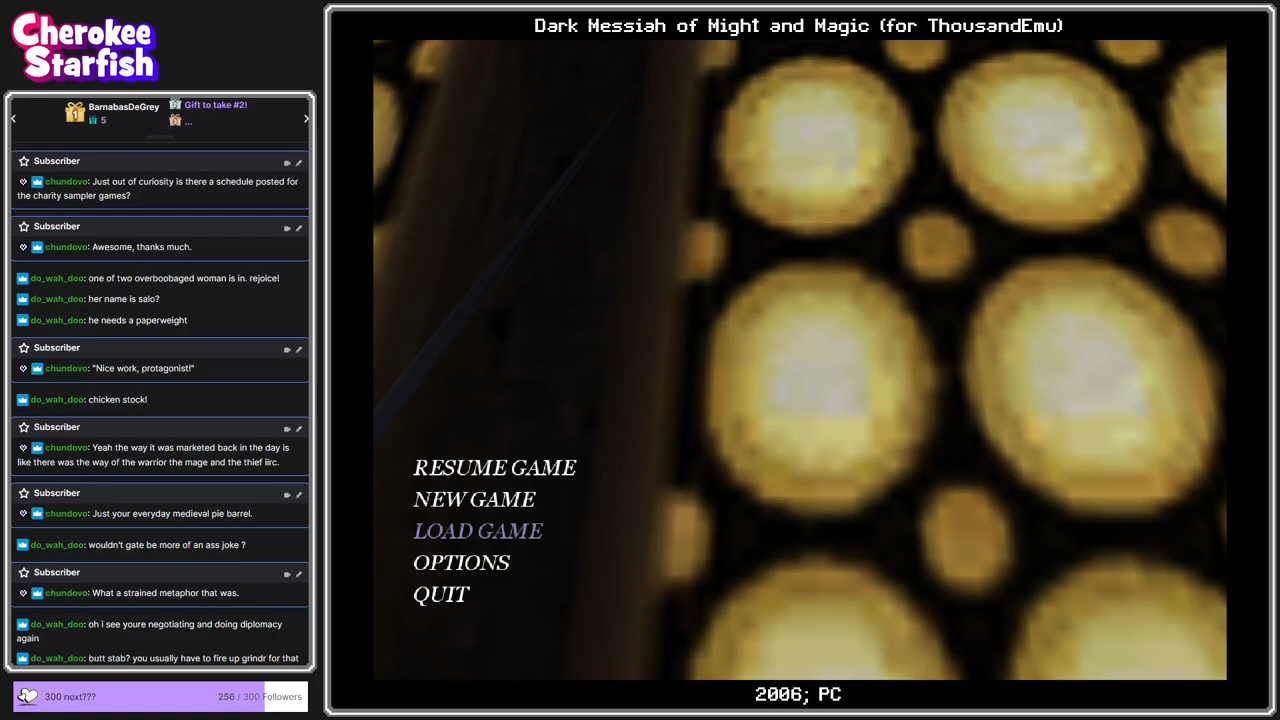 Cherokee
Starfish
Dark Messiah of Might and Magic (for ThousandEmu)
BarnabasDeGrey
5
Gift to take #2!
...
Subscriber
chundovo: Just out of curiosity is there a schedule posted for
the charity sampler games?
Subscriber
chundovo: Awesome, thanks much.
do_wah_doo: one of two overboobaged woman is in. rejoice!
do_wah_doo: her name is salo?
do_wah_doo: he needs a paperweight
Subscriber
chundovo: "Nice work, protagonist!"
do_wah_doo: chicken stock!
Subscriber
chundovo: Yeah the way it was marketed back in the day is
like there was the way of the warrior the mage and the thief iirc.
Subscriber
chundovo: Just your everyday medieval pie barrel.
do_wah_doo: wouldn't gate be more of an ass joke ?
Subscriber
chundovo: What a strained metaphor that was.
do_wah_doo: oh i see youre negotiating and doing diplomacy
again
do_wah_doo: butt stab? you usually have to fire up grindr for that
300 next???
256 / 300 Followers
RESUME GAME
NEW GAME
LOAD GAME
OPTIONS
QUIT
2006; PC